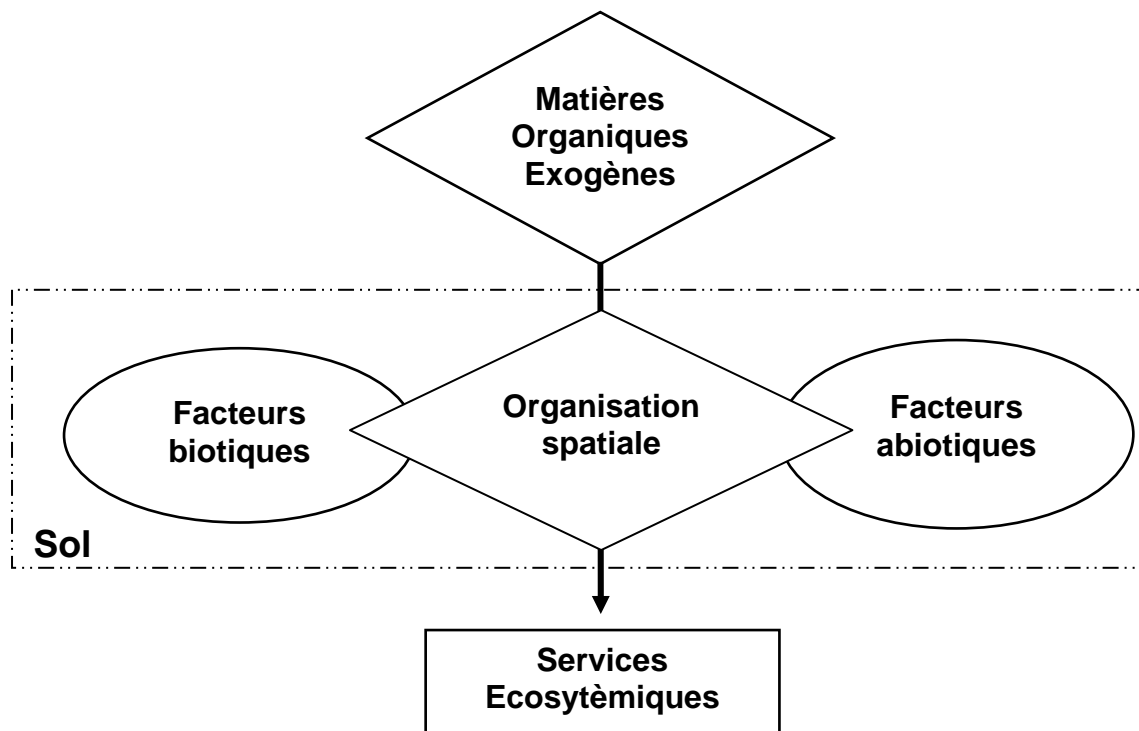 Matières
Organiques
Exogènes
Facteurs
biotiques
Organisation
spatiale
Facteurs
abiotiques
Sol
Services
Ecosytèmiques